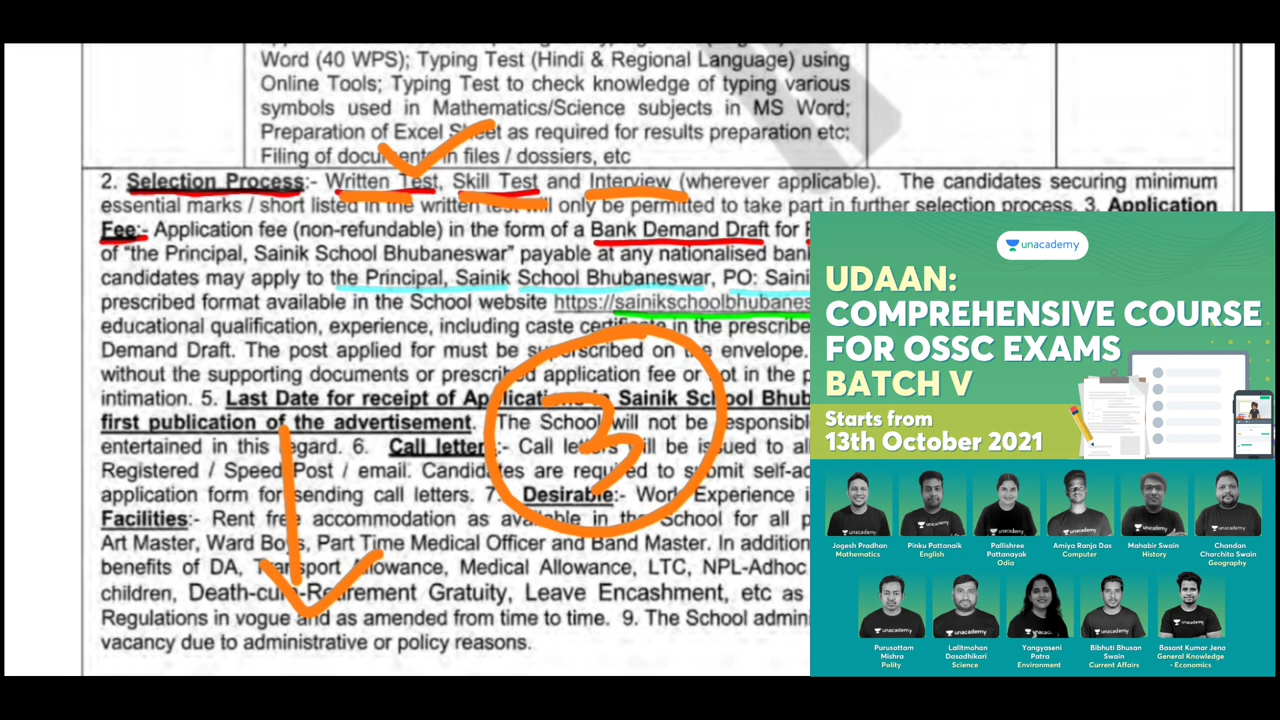 Word (40 WPS); Typing Test (Hindi & Regional Language) using
Online Tools; Typing Test to check knowledge of typing various
symbols used in Mathematics/Science subjects in MS Word;
Preparation of Excel Sheet as required for results preparation etc;
Filing of documents in files / dossiers, etc
2. Selection Process:- Written Test, Skill Test and Interview (wherever applicable). The candidates securing minimum
essential marks / short listed in the written test will only be permitted to take part in further selection process. 3. Application
Fee:- Application fee (non-refundable) in the form of a Bank Demand Draft for
of "the Principal, Sainik School Bhubaneswar" payable at any nationalised
candidates may apply to the Principal, Sainik School Bhubaneswar, PO:
prescribed format available in the School website https://sainikschoolbhubanes
educational qualification, experience, including caste certificate in the
Demand Draft. The post applied for must be superscribed on the envelope.
without the supporting documents or prescribed application fee or not in the
intimation. 5. Last Date for receipt of Applications in Sainik School
first publication of the advertisement. The School will not be
entertained in this regard. 6. Call letter:- Call letters will be issued to
Registered / Speed Post / email. Candidates are required to submit
application form for sending call letters. 7. Desirable:- Work Experience
Facilities:- Rent free accommodation as available in the School for all
Art Master, Ward Boys, Part Time Medical Officer and Band Master. In addition
benefits of DA, Transport Allowance, Medical Allowance, LTC, NPL-Adhoc
children, Death-cum-Retirement Gratuity, Leave Encashment, etc as
Regulations in vogue and as amended from time to time. 9. The School
vacancy due to administrative or policy reasons.
3
unacademy
UDAAN:
COMPREHENSIVE COURSE
FOR OSSC EXAMS
BATCH V
Starts from
13th October 2021
unacademy unacademy unacademy unacademy unacademy unacademy
Jogesh Pradhan
Mathematics
Pinku Pattanaik
English
Pallishree
Pattanayak
Odia
Amiya Ranja Das
Computer
Mahabir Swain
History
Chandan
Charchita Swain
Geography
unacademy unacademy unacademy unacademy unacademy
Purusottam
Mishra
Polity
Lalitmohan
Dasadhikari
Science
Yangyaseni
Patra
Environment
Bibhuti Bhusan
Swain
Current Affairs
Basant Kumar Jena
General Knowledge
- Economics